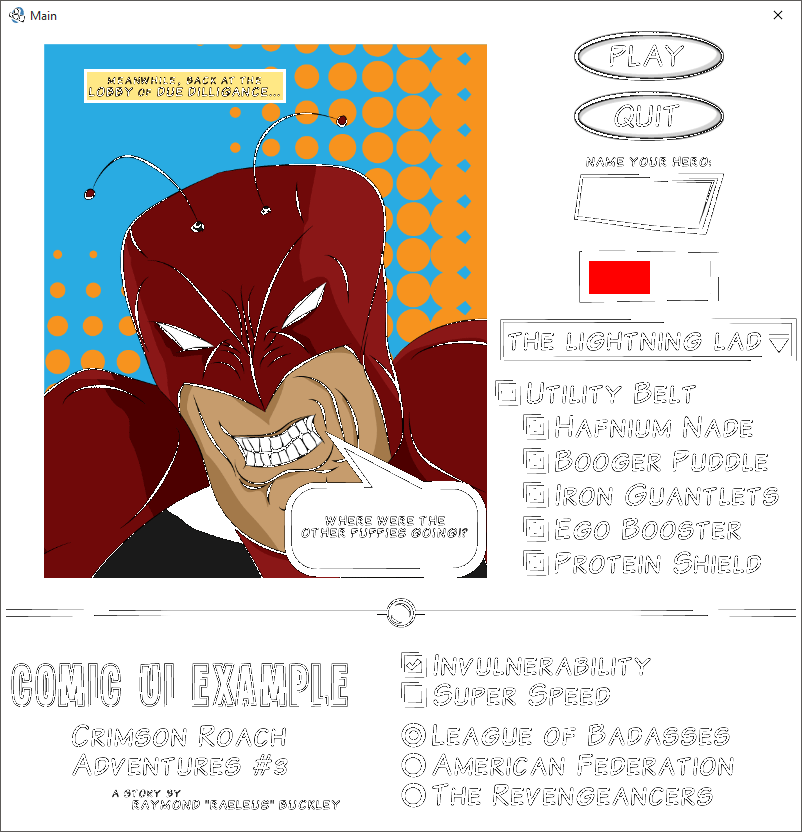 Main
MEANWHILE, BACK AT THE
LOBBY OF DUE DILLIGANCE...
WHERE WERE THE
OTHER PUPPIES GOING!?
PLAY
QUIT
NAME YOUR HERO:
THE LIGHTNING LAD
UTILITY BELT
HAFNIUM NADE
BOOGER PUDDLE
IRON GUANTLETS
EGO BOOSTER
PROTEIN SHIELD
COMIC UI EXAMPLE
CRIMSON ROACH
ADVENTURES #3
A STORY BY
RAYMOND "RAELEUS" BUCKLEY
INVULNERABILITY
SUPER SPEED
LEAGUE OF BADASSES
AMERICAN FEDERATION
THE REVENGEANCERS